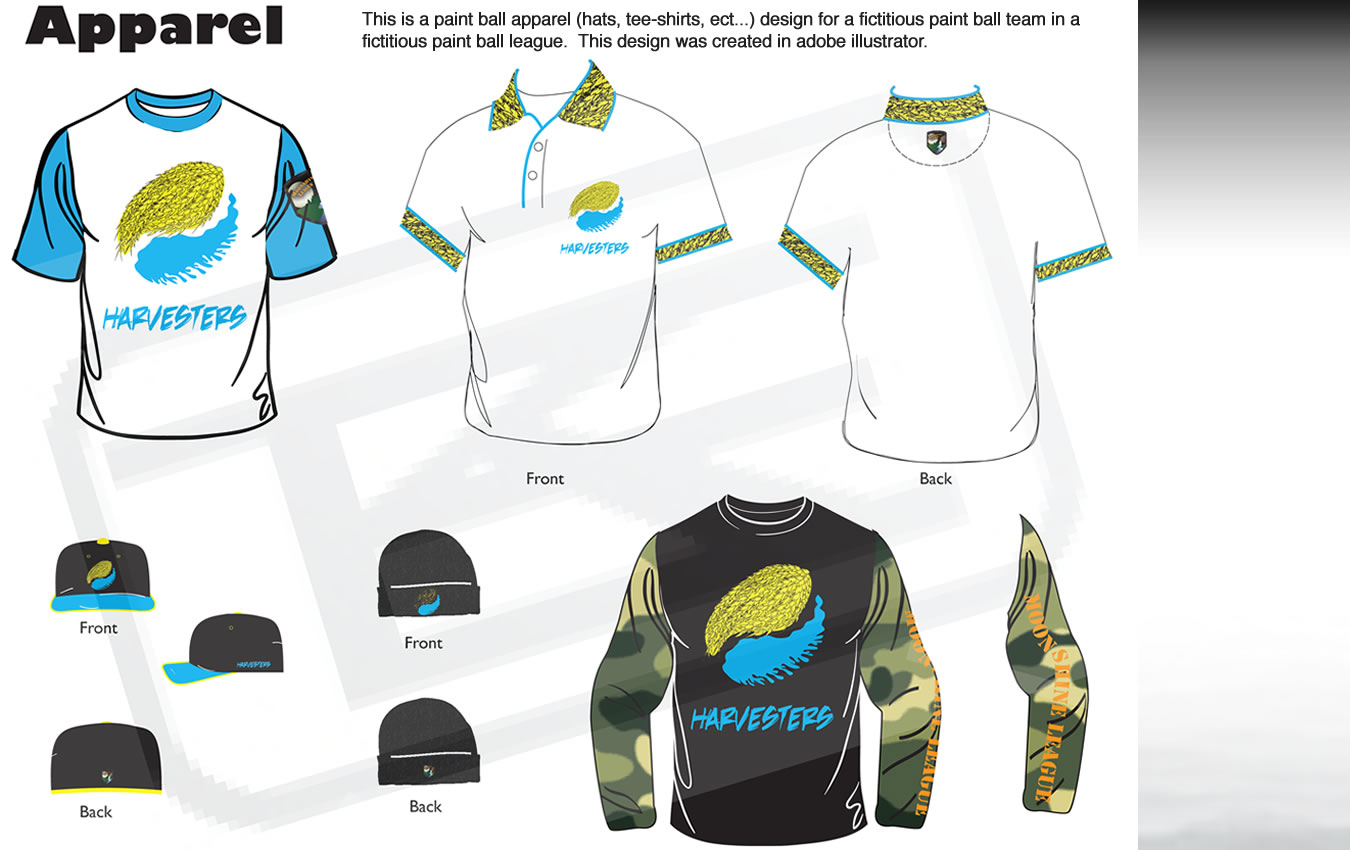 Apparel
This is a paint ball apparel (hats, tee-shirts, ect...) design for a fictitious paint ball team in a
fictitious paint ball league.  This design was created in adobe illustrator.
HARVESTERS
HARVESTERS
Front
Back
Front
HARVESTERS
Back
Front
Back
HARVESTERS
MOON SHINE LEAGUE
MOON SHINE LEAGUE